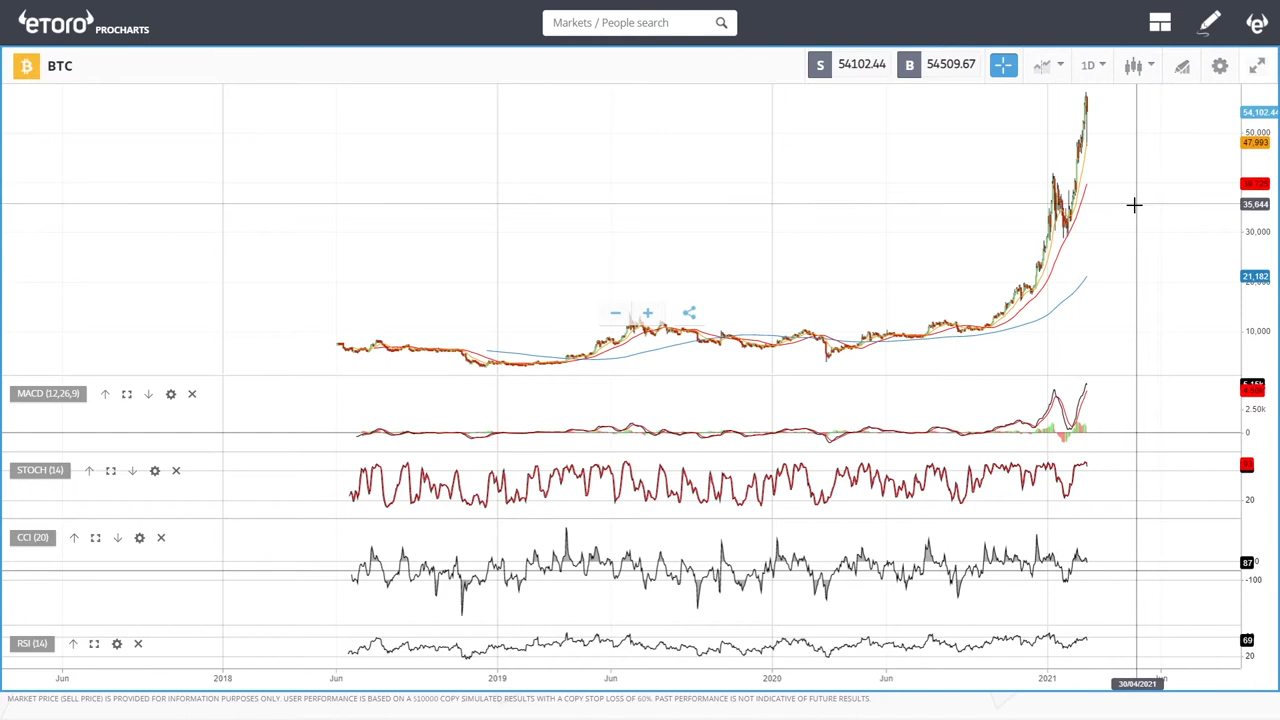 eToro PROCHARTS
Markets / People search
BTC
S 54102.44 B 54509.67 1D
54,102.44
50,000
47,993
35,644
30,000
21,182
10,000
MACD (12,26,9)
2.50k
0
STOCH (14)
20
CCI (20)
87
-100
RSI (14)
69
20
Jun 2018 Jun 2019 Jun 2020 Jun 2021
30/04/2021
MARKET PRICE (SELL PRICE) IS PROVIDED FOR INFORMATION PURPOSES ONLY. USER PERFORMANCE IS BASED ON A $10000 COPY SIMULATED RESULTS WITH A COPY STOP LOSS OF 60%. PAST PERFORMANCE IS NOT INDICATIVE OF FUTURE RESULTS.